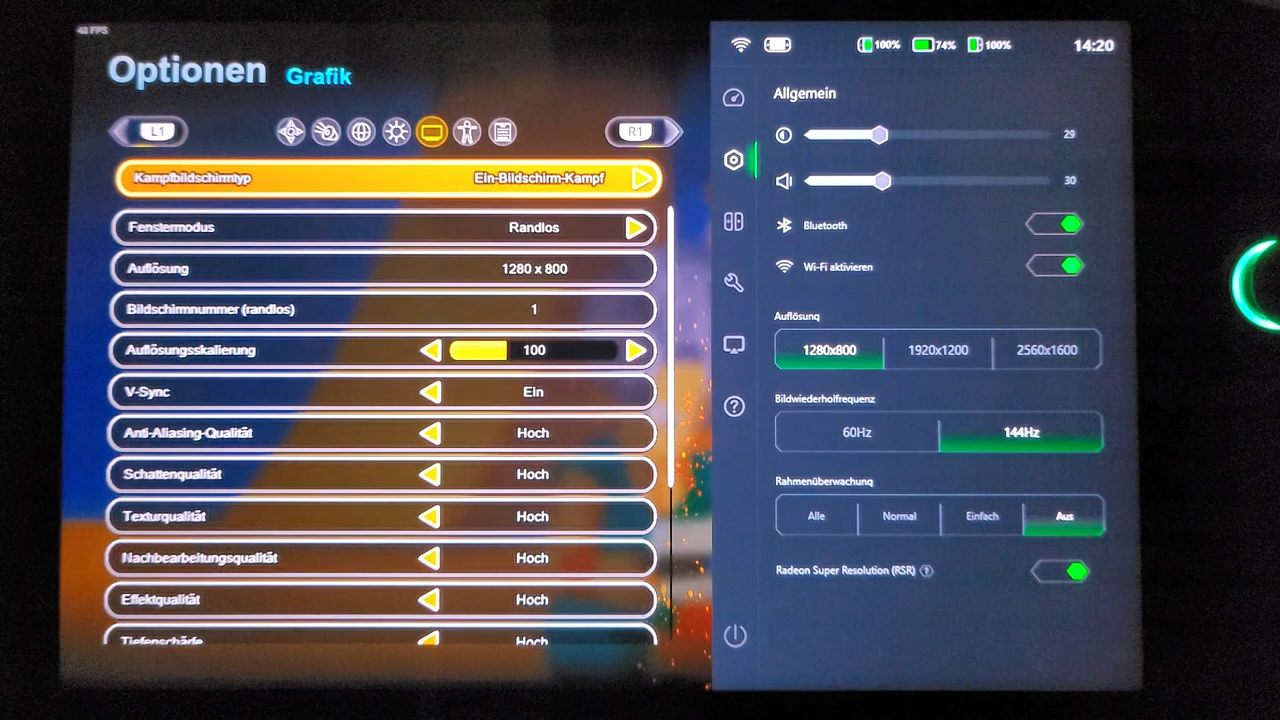 40 FPS
Optionen Grafik
L1
R1
Kampfbildschirmtyp Ein-Bildschirm-Kampf
Fenstermodus Randlos
Auflösung 1280 x 800
Bildschirmnummer (randlos) 1
Auflösungsskalierung 100
V-Sync Ein
Anti-Aliasing-Qualität Hoch
Schattenqualität Hoch
Texturqualität Hoch
Nachbearbeitungsqualität Hoch
Effektqualität Hoch
Tiefenschärfe Hoch
100% 74% 100% 14:20
Allgemein
29
30
Bluetooth
Wi-Fi aktivieren
Auflösung
1280x800 1920x1200 2560x1600
Bildwiederholfrequenz
60Hz 144Hz
Rahmenüberwachung
Alle Normal Einfach Aus
Radeon Super Resolution (RSR) ?